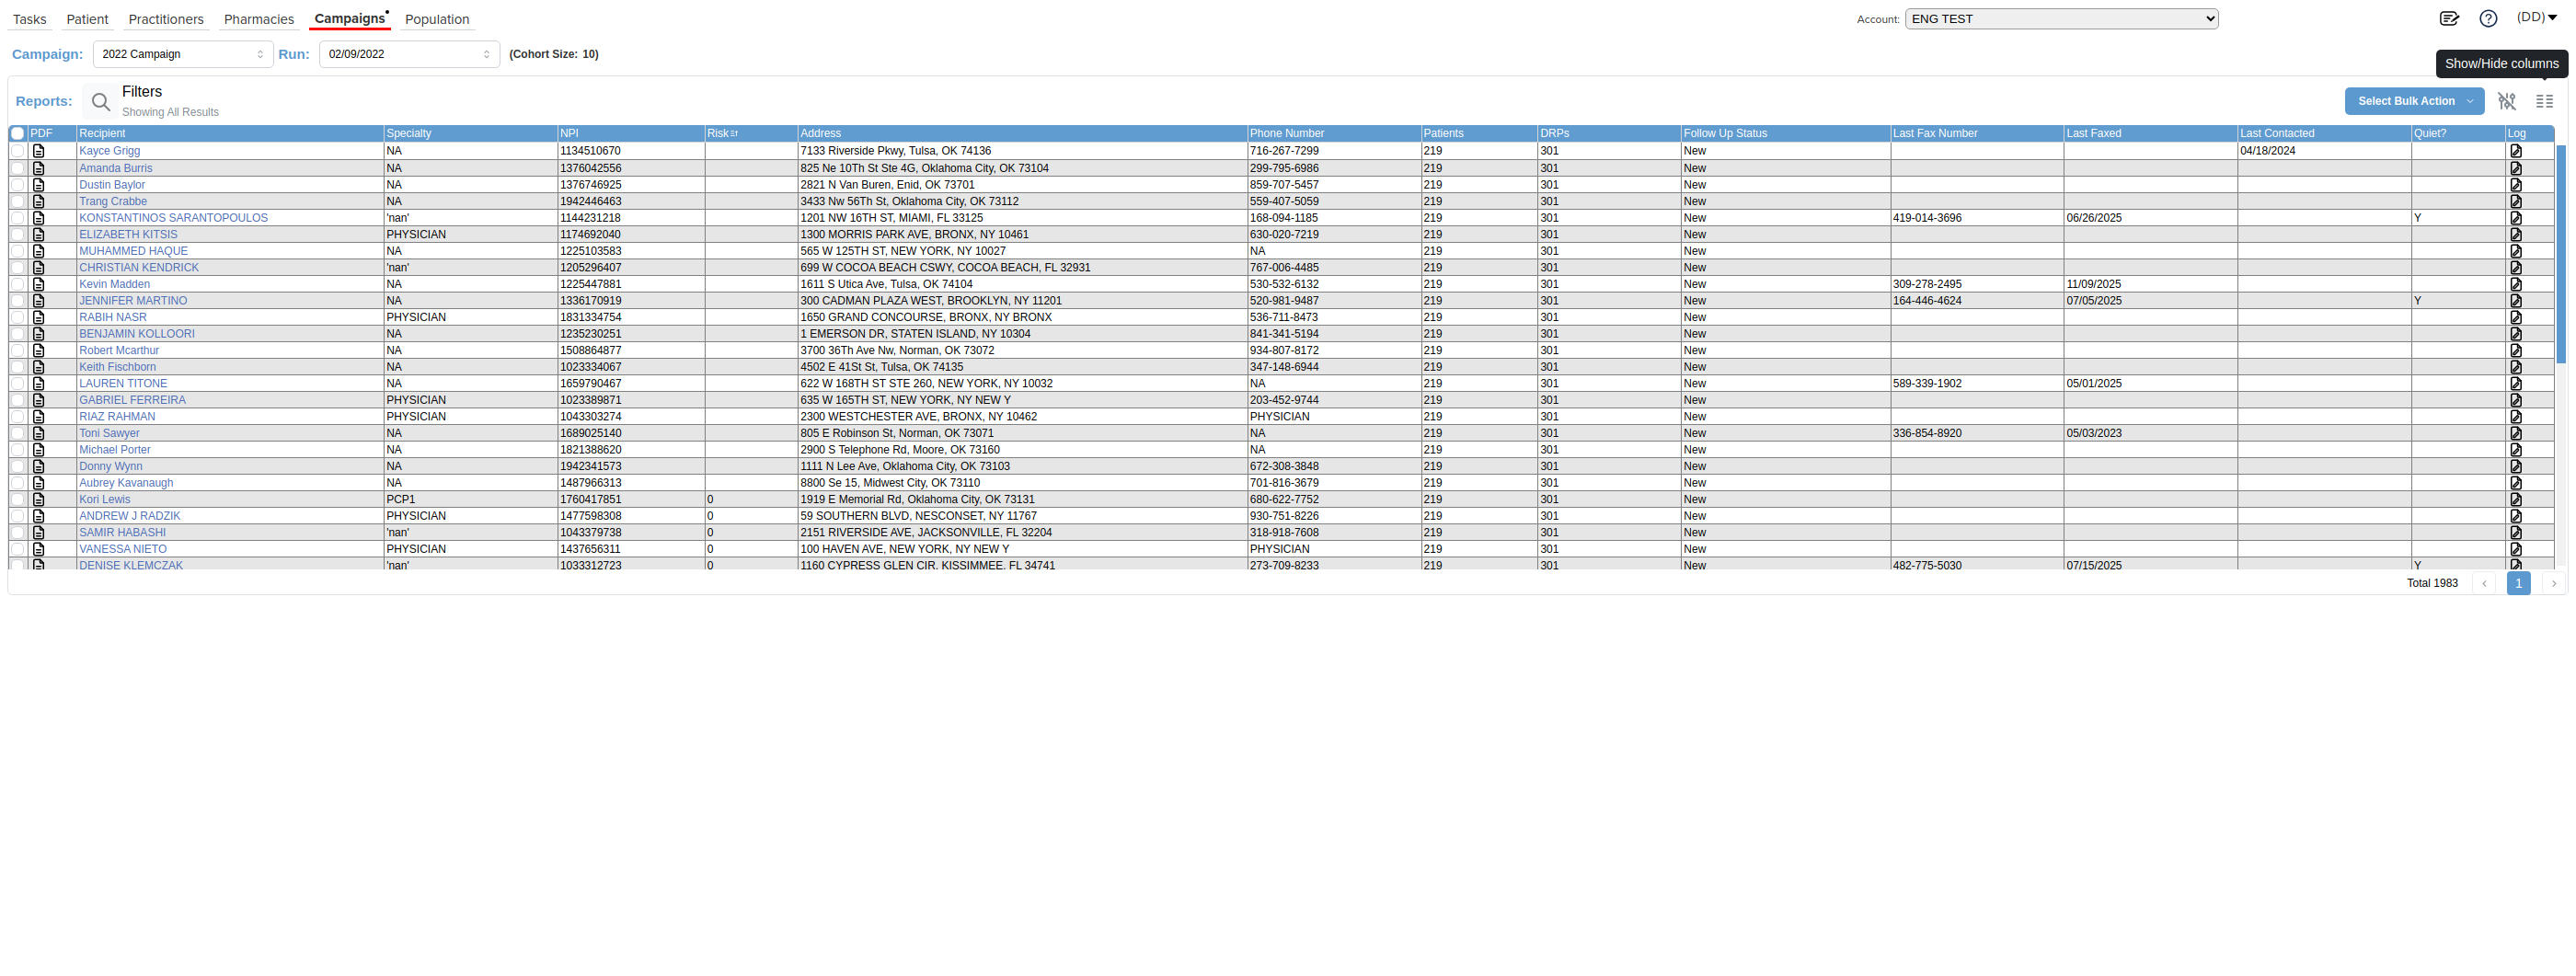 Tasks Patient Practitioners Pharmacies Campaigns Population Account: ENG TEST (DD)
Campaign: 2022 Campaign Run: 02/09/2022 (Cohort Size: 10)
Show/Hide columns
Reports: Filters
Showing All Results
Select Bulk Action
PDF Recipient Specialty NPI Risk Address Phone Number Patients DRPs Follow Up Status Last Fax Number Last Faxed Last Contacted Quiet? Log
Kayce Grigg NA 1134510670 7133 Riverside Pkwy, Tulsa, OK 74136 716-267-7299 219 301 New 04/18/2024
Amanda Burris NA 1376042556 825 Ne 10Th St Ste 4G, Oklahoma City, OK 73104 299-795-6986 219 301 New
Dustin Baylor NA 1376746925 2821 N Van Buren, Enid, OK 73701 859-707-5457 219 301 New
Trang Crabbe NA 1942446463 3433 Nw 56Th St, Oklahoma City, OK 73112 559-407-5059 219 301 New
KONSTANTINOS SARANTOPOULOS 'nan' 1144231218 1201 NW 16TH ST, MIAMI, FL 33125 168-094-1185 219 301 New 419-014-3696 06/26/2025 Y
ELIZABETH KITSIS PHYSICIAN 1174692040 1300 MORRIS PARK AVE, BRONX, NY 10461 630-020-7219 219 301 New
MUHAMMED HAQUE NA 1225103583 565 W 125TH ST, NEW YORK, NY 10027 NA 219 301 New
CHRISTIAN KENDRICK 'nan' 1205296407 699 W COCOA BEACH CSWY, COCOA BEACH, FL 32931 767-006-4485 219 301 New
Kevin Madden NA 1225447881 1611 S Utica Ave, Tulsa, OK 74104 530-532-6132 219 301 New 309-278-2495 11/09/2025
JENNIFER MARTINO NA 1336170919 300 CADMAN PLAZA WEST, BROOKLYN, NY 11201 520-981-9487 219 301 New 164-446-4624 07/05/2025 Y
RABIH NASR PHYSICIAN 1831334754 1650 GRAND CONCOURSE, BRONX, NY BRONX 536-711-8473 219 301 New
BENJAMIN KOLLOORI NA 1235230251 1 EMERSON DR, STATEN ISLAND, NY 10304 841-341-5194 219 301 New
Robert Mcarthur NA 1508864877 3700 36Th Ave Nw, Norman, OK 73072 934-807-8172 219 301 New
Keith Fischborn NA 1023334067 4502 E 41St St, Tulsa, OK 74135 347-148-6944 219 301 New
LAUREN TITONE NA 1659790467 622 W 168TH ST STE 260, NEW YORK, NY 10032 NA 219 301 New 589-339-1902 05/01/2025
GABRIEL FERREIRA PHYSICIAN 1023389871 635 W 165TH ST, NEW YORK, NY NEW Y 203-452-9744 219 301 New
RIAZ RAHMAN PHYSICIAN 1043303274 2300 WESTCHESTER AVE, BRONX, NY 10462 PHYSICIAN 219 301 New
Toni Sawyer NA 1689025140 805 E Robinson St, Norman, OK 73071 NA 219 301 New 336-854-8920 05/03/2023
Michael Porter NA 1821388620 2900 S Telephone Rd, Moore, OK 73160 NA 219 301 New
Donny Wynn NA 1942341573 1111 N Lee Ave, Oklahoma City, OK 73103 672-308-3848 219 301 New
Aubrey Kavanaugh NA 1487966313 8800 Se 15, Midwest City, OK 73110 701-816-3679 219 301 New
Kori Lewis PCP1 1760417851 0 1919 E Memorial Rd, Oklahoma City, OK 73131 680-622-7752 219 301 New
ANDREW J RADZIK PHYSICIAN 1477598308 0 59 SOUTHERN BLVD, NESCONSET, NY 11767 930-751-8226 219 301 New
SAMIR HABASHI 'nan' 1043379738 0 2151 RIVERSIDE AVE, JACKSONVILLE, FL 32204 318-918-7608 219 301 New
VANESSA NIETO PHYSICIAN 1437656311 0 100 HAVEN AVE, NEW YORK, NY NEW Y PHYSICIAN 219 301 New
DENISE KLEMCZAK 'nan' 1033312723 0 1160 CYPRESS GLEN CIR, KISSIMMEE, FL 34741 273-709-8233 219 301 New 482-775-5030 07/15/2025 Y
Total 1983 1